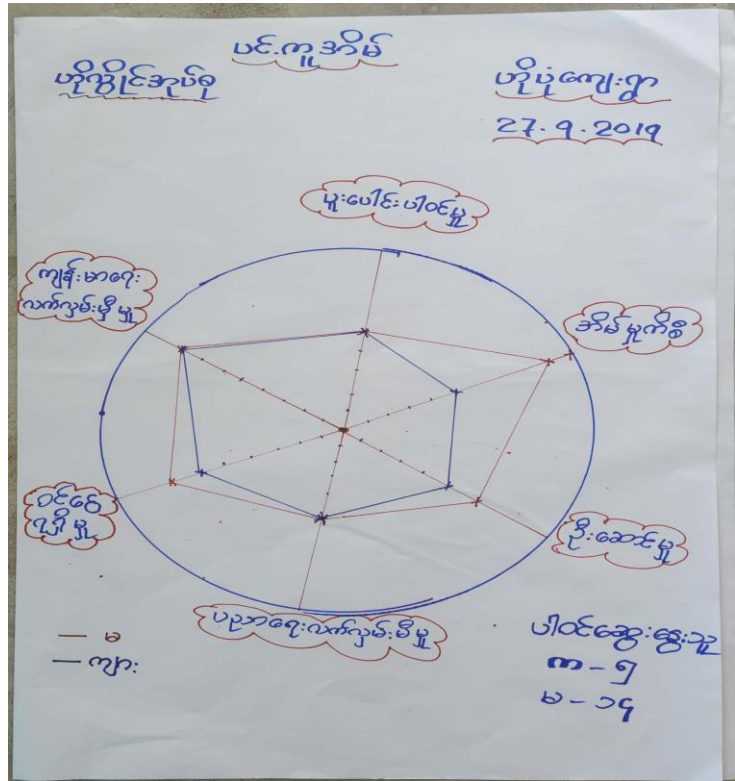 ပင့်ကူအိမ်
ဟိုလှိုင်အုပ်စု
ဟိုပုံကျေးရွာ
27.9.2019
ပူးပေါင်းပါဝင်မှု
ကျန်းမာရေး
လက်လှမ်းမှီမှု
အိမ်မှုကိစ္စ
ဝင်ငွေ
ရရှိမှု
ဦးဆောင်မှု
ပညာရေးလက်လှမ်းမီမှု
— မ
— ကျား
ပါဝင်ဆွေးနွေးသူ
ကျား - ၅
မ - ၁၄